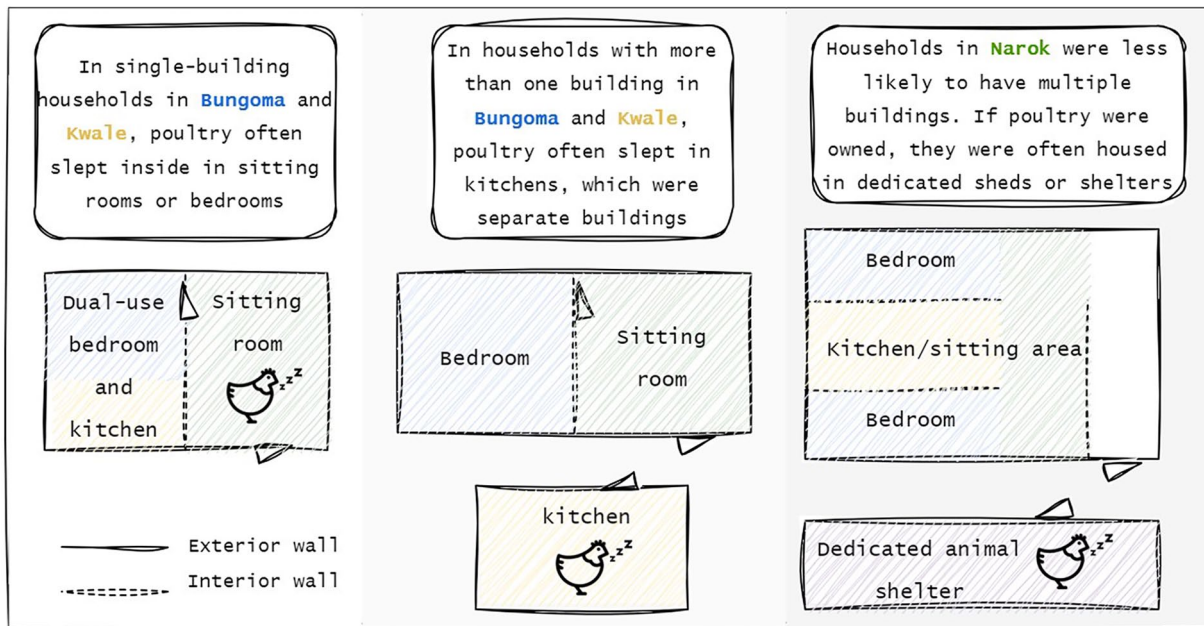 In single-building
households in Bungoma and
Kwale, poultry often
slept inside in sitting
rooms or bedrooms
In households with more
than one building in
Bungoma and Kwale,
poultry often slept in
kitchens, which were
separate buildings
Households in Narok were less
likely to have multiple
buildings. If poultry were
owned, they were often housed
in dedicated sheds or shelters
Dual-use
bedroom
and
kitchen
Sitting
room
z z z
Exterior wall
Interior wall
Bedroom
Sitting
room
kitchen
z z z
Bedroom
Kitchen/sitting area
Bedroom
Dedicated animal
shelter
z z z